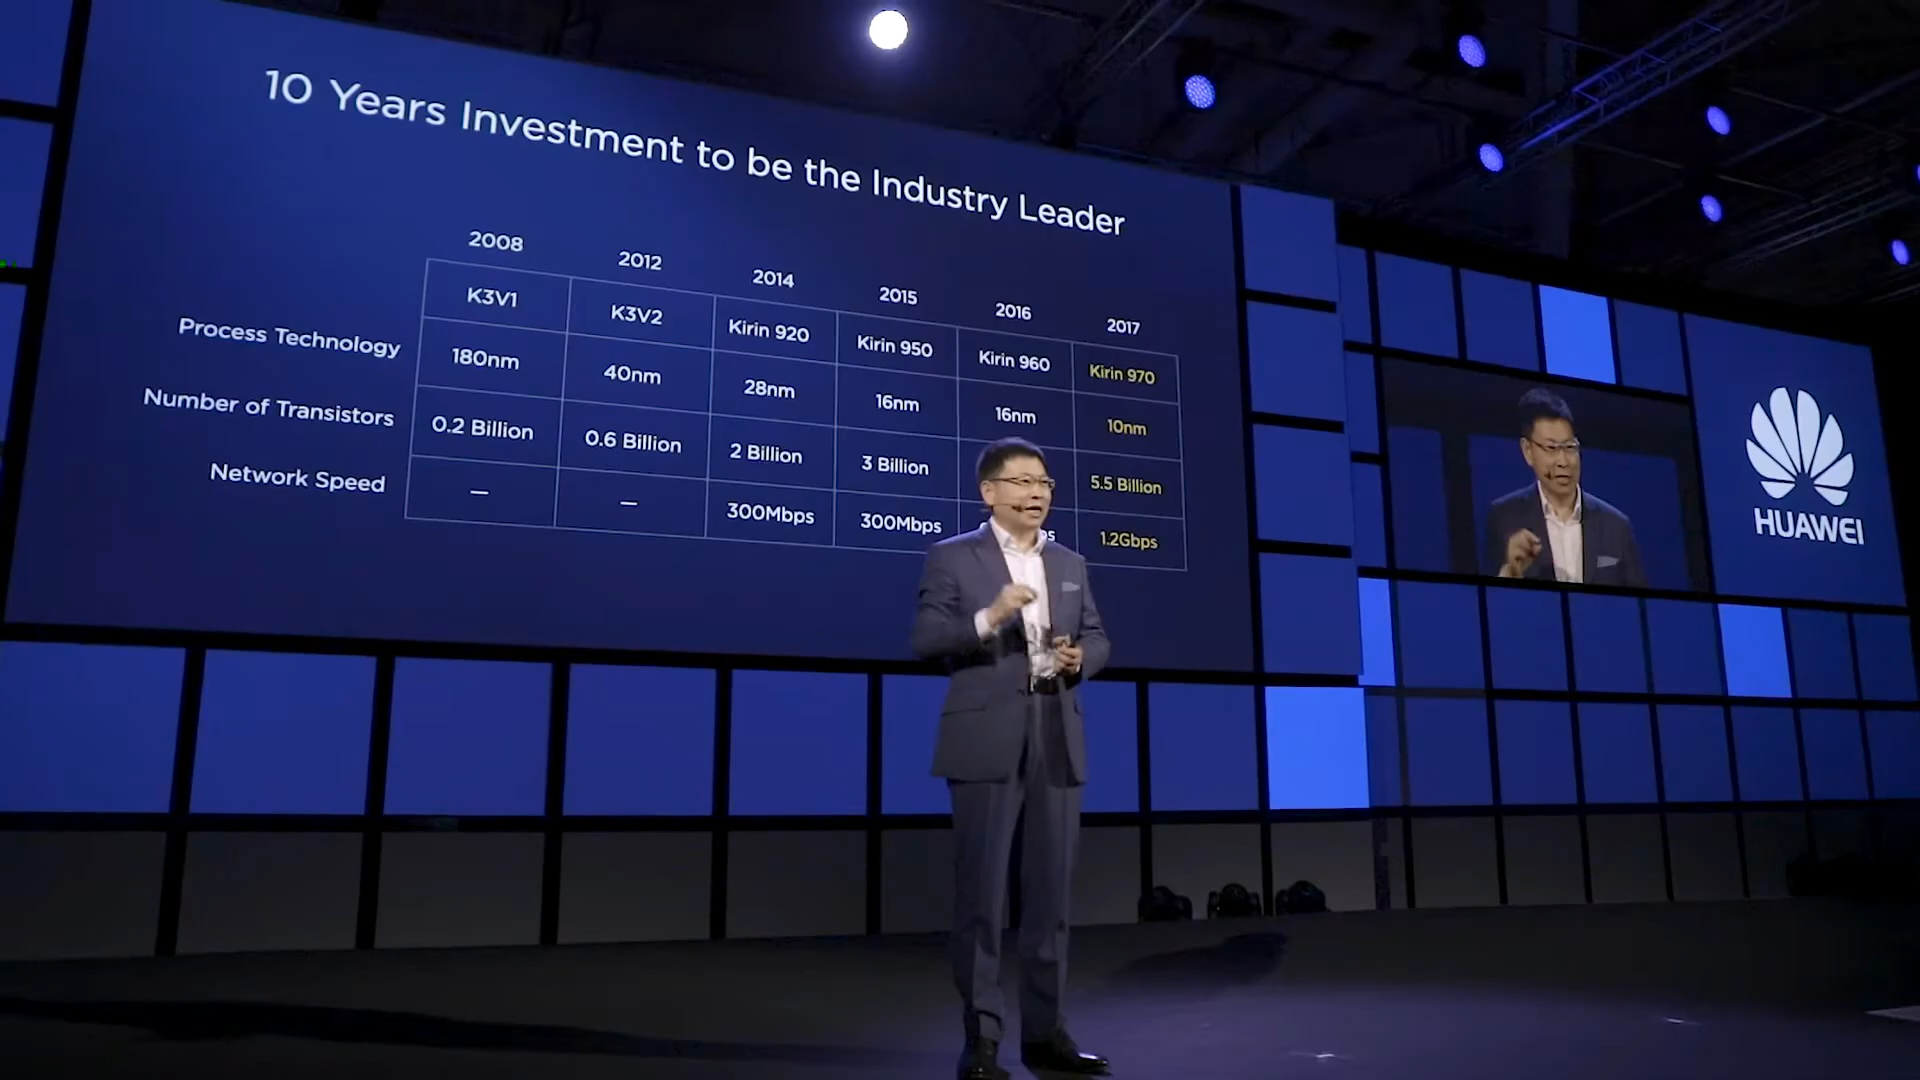 10 Years Investment to be the Industry Leader
2008 2012 2014 2015 2016 2017
K3V1 K3V2 Kirin 920 Kirin 950 Kirin 960 Kirin 970
Process Technology 180nm 40nm 28nm 16nm 16nm 10nm
Number of Transistors 0.2 Billion 0.6 Billion 2 Billion 3 Billion 5.5 Billion
Network Speed — — 300Mbps 300Mbps 1.2Gbps
HUAWEI